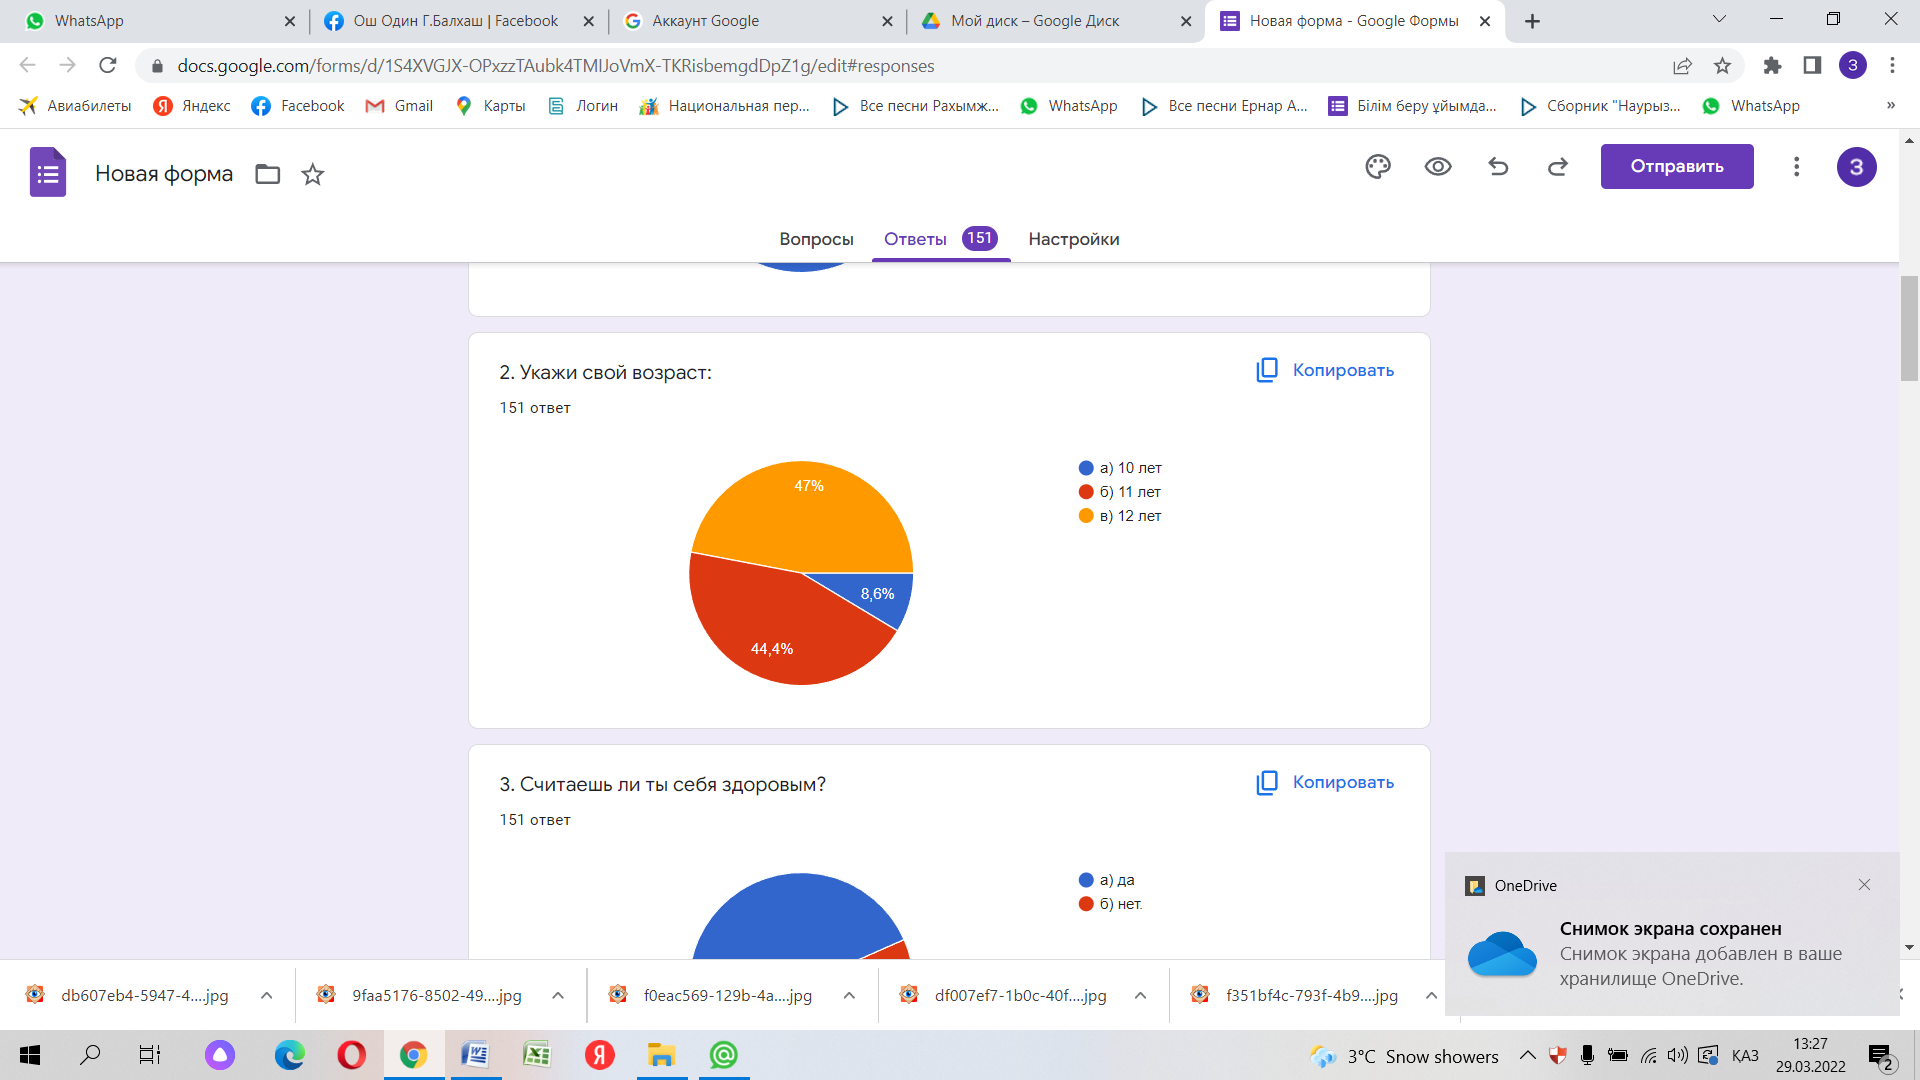 WhatsApp
Ош Один Г.Балхаш | Facebook
Аккаунт Google
Мой диск – Google Диск
Новая форма - Google Формы
docs.google.com/forms/d/1S4XVGJX-OPxzzTAubk4TMIJoVmX-TKRisbemgdDpZ1g/edit#responses
З
Авиабилеты
Яндекс
Facebook
Gmail
Карты
Логин
Национальная пер...
Все песни Рахымж...
WhatsApp
Все песни Ернар А...
Білім беру ұйымда...
Сборник "Наурыз...
WhatsApp
»
Новая форма
Отправить
З
Вопросы
Ответы 151
Настройки
2. Укажи свой возраст:
Копировать
151 ответ
47%
8,6%
44,4%
а) 10 лет
б) 11 лет
в) 12 лет
3. Считаешь ли ты себя здоровым?
Копировать
151 ответ
а) да
б) нет.
OneDrive
Снимок экрана сохранен
Снимок экрана добавлен в ваше
хранилище OneDrive.
db607eb4-5947-4....jpg
9faa5176-8502-49....jpg
f0eac569-129b-4a....jpg
df007ef7-1b0c-40f....jpg
f351bf4c-793f-4b9....jpg
3°C Snow showers
ҚАЗ
13:27
29.03.2022
2